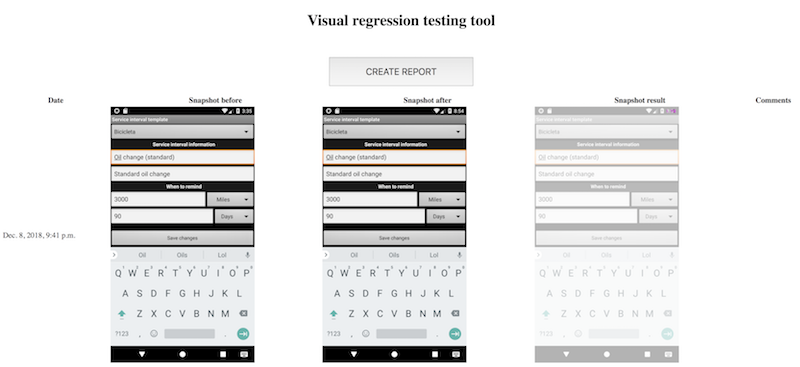 Visual regression testing tool
CREATE REPORT
Date Snapshot before Snapshot after Snapshot result Comments
Dec. 8, 2018, 9:41 p.m.
3:35
Service interval template
Bicicleta
Service interval information
Oil change (standard)
Standard oil change
When to remind
3000 Miles
90 Days
Save changes
Oil Oils Lol
Q W E R T Y U I O P
A S D F G H J K L
Z X C V B N M
?123 , .
8:54
Service interval template
Bicicleta
Service interval information
Oil change (standard)
Standard oil change
When to remind
3000 Miles
90 Days
Save changes
Oil Oils Lol
Q W E R T Y U I O P
A S D F G H J K L
Z X C V B N M
?123 , .
Service interval template
Bicicleta
Service interval information
Oil change (standard)
Standard oil change
When to remind
3000 Miles
90 Days
Save changes
Oil Oils Lol
Q W E R T Y U I O P
A S D F G H J K L
Z X C V B N M
?123 , .